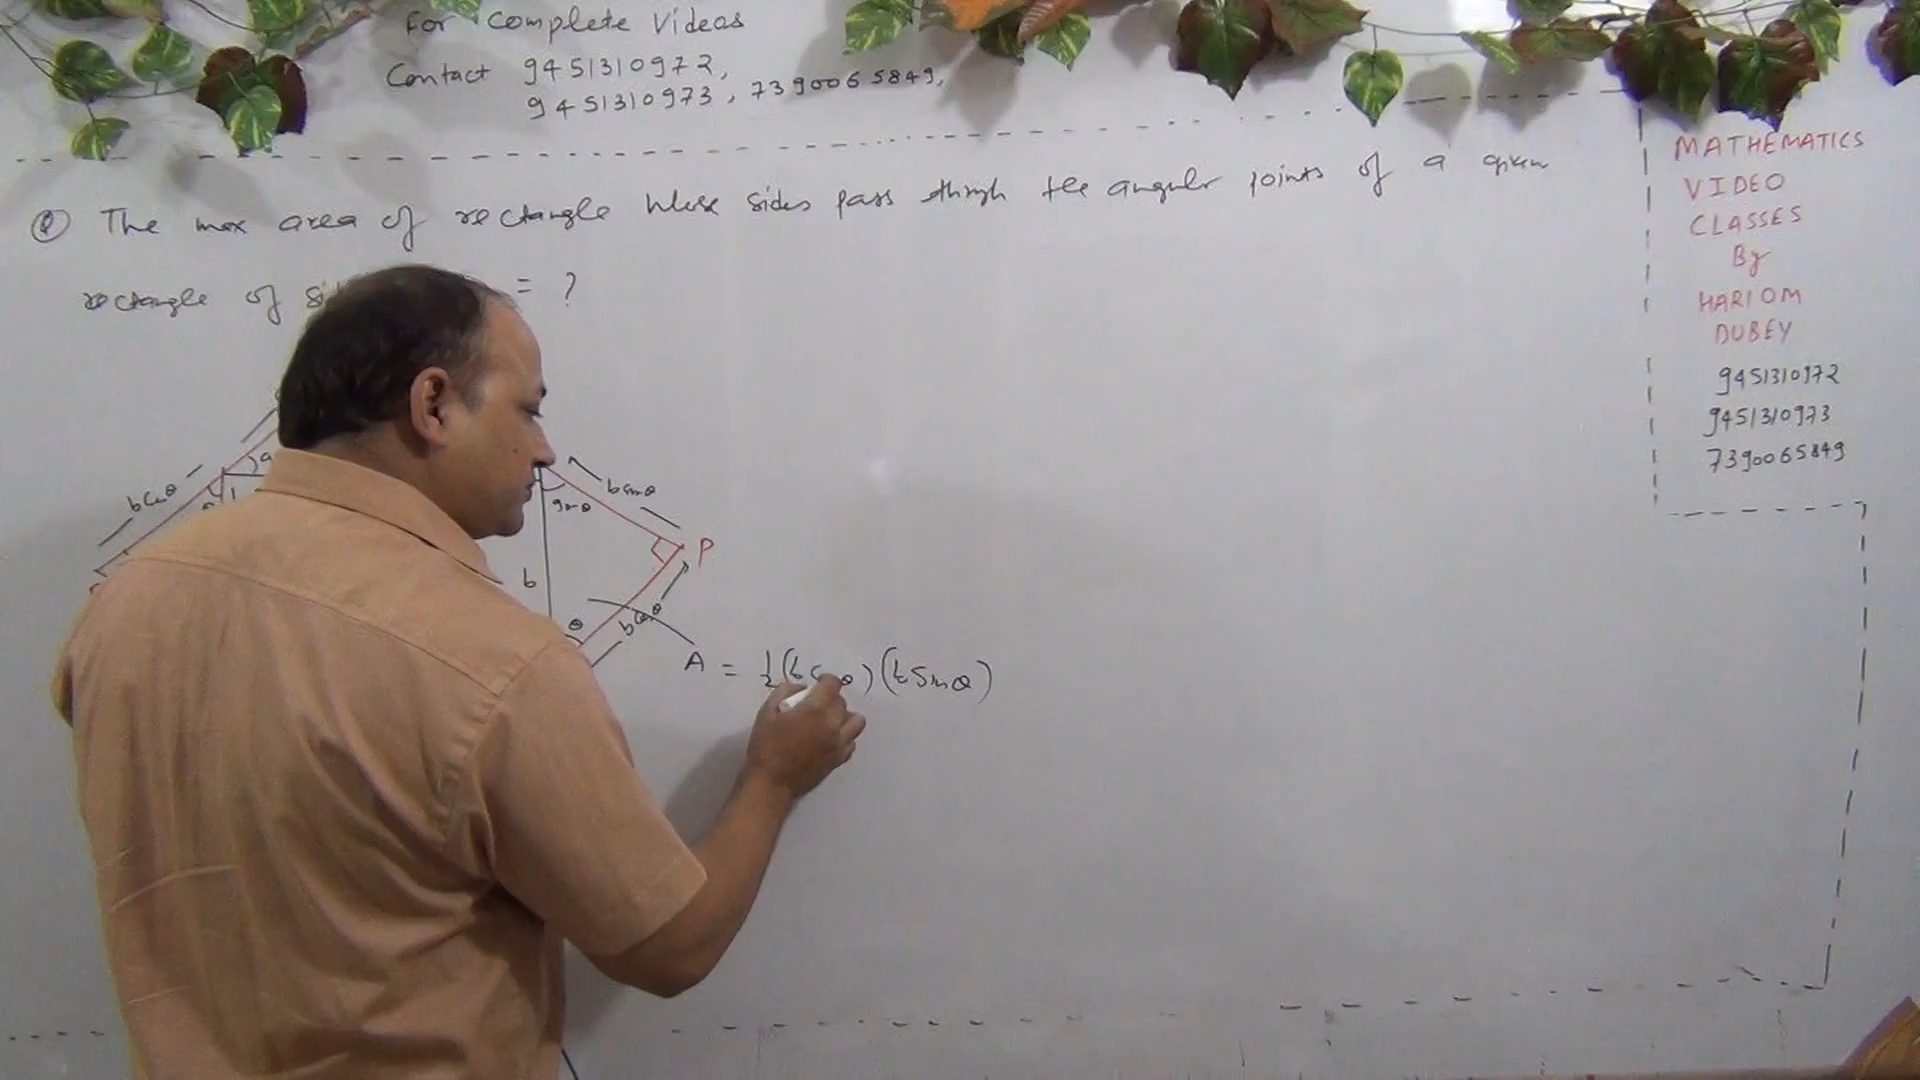 For Complete Videos
Contact 9451310972,
9451310973, 7390065849,
MATHEMATICS
VIDEO
CLASSES
By
HARIOM
DUBEY
9451310972
9451310973
7390065849
Q The max area of rectangle whose sides pass through the angular points of a given
rectangle of = ?
a
b cos θ
b sin θ
90-θ
P
b
θ
b cos θ
A = 1/2 (b cos θ)(b sin θ)